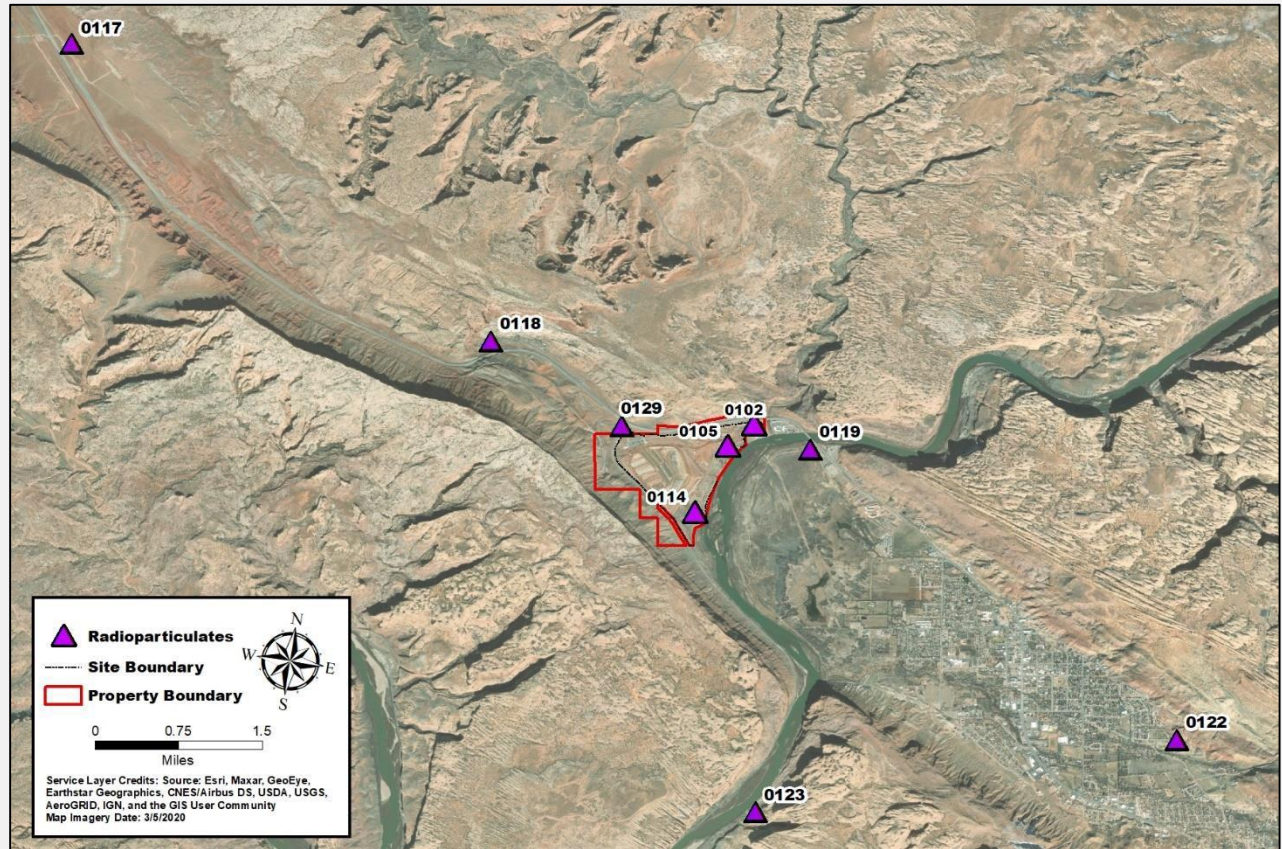 0117
0118
0129
0102
0105
0119
0114
0122
0123
Radioparticulates
Site Boundary
Property Boundary
N
W
E
S
0 0.75 1.5
Miles
Service Layer Credits: Source: Esri, Maxar, GeoEye,
Earthstar Geographics, CNES/Airbus DS, USDA, USGS,
AeroGRID, IGN, and the GIS User Community
Map Imagery Date: 3/5/2020